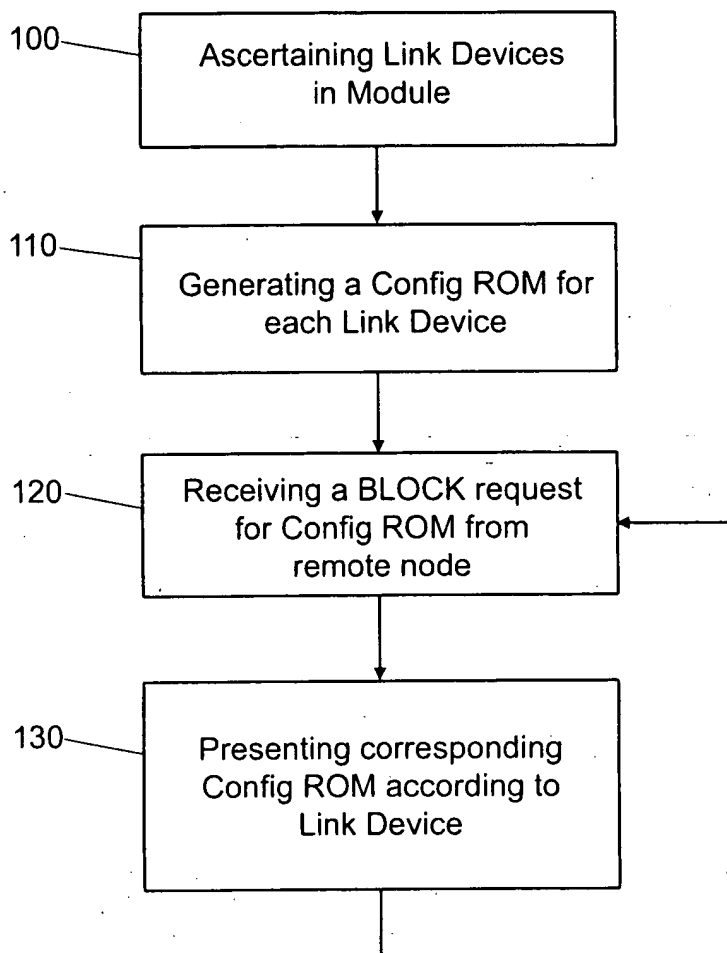 100
Ascertaining Link Devices
in Module
110
Generating a Config ROM for
each Link Device
120
Receiving a BLOCK request
for Config ROM from
remote node
130
Presenting corresponding
Config ROM according to
Link Device